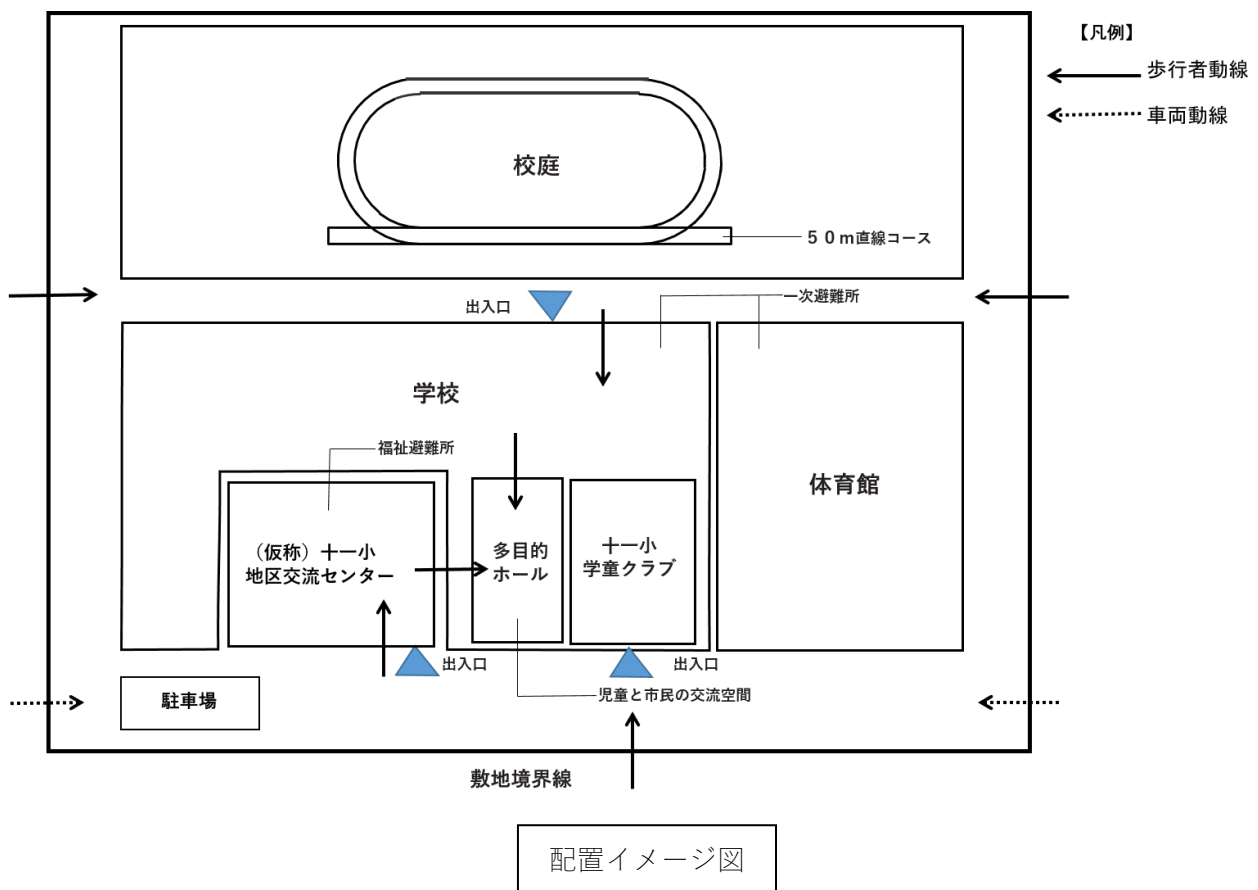 【凡例】
歩行者動線
車両動線
校庭
５０ｍ直線コース
出入口
一次避難所
学校
福祉避難所
体育館
（仮称）十一小
地区交流センター
多目的
ホール
十一小
学童クラブ
出入口
出入口
児童と市民の交流空間
駐車場
敷地境界線
配置イメージ図